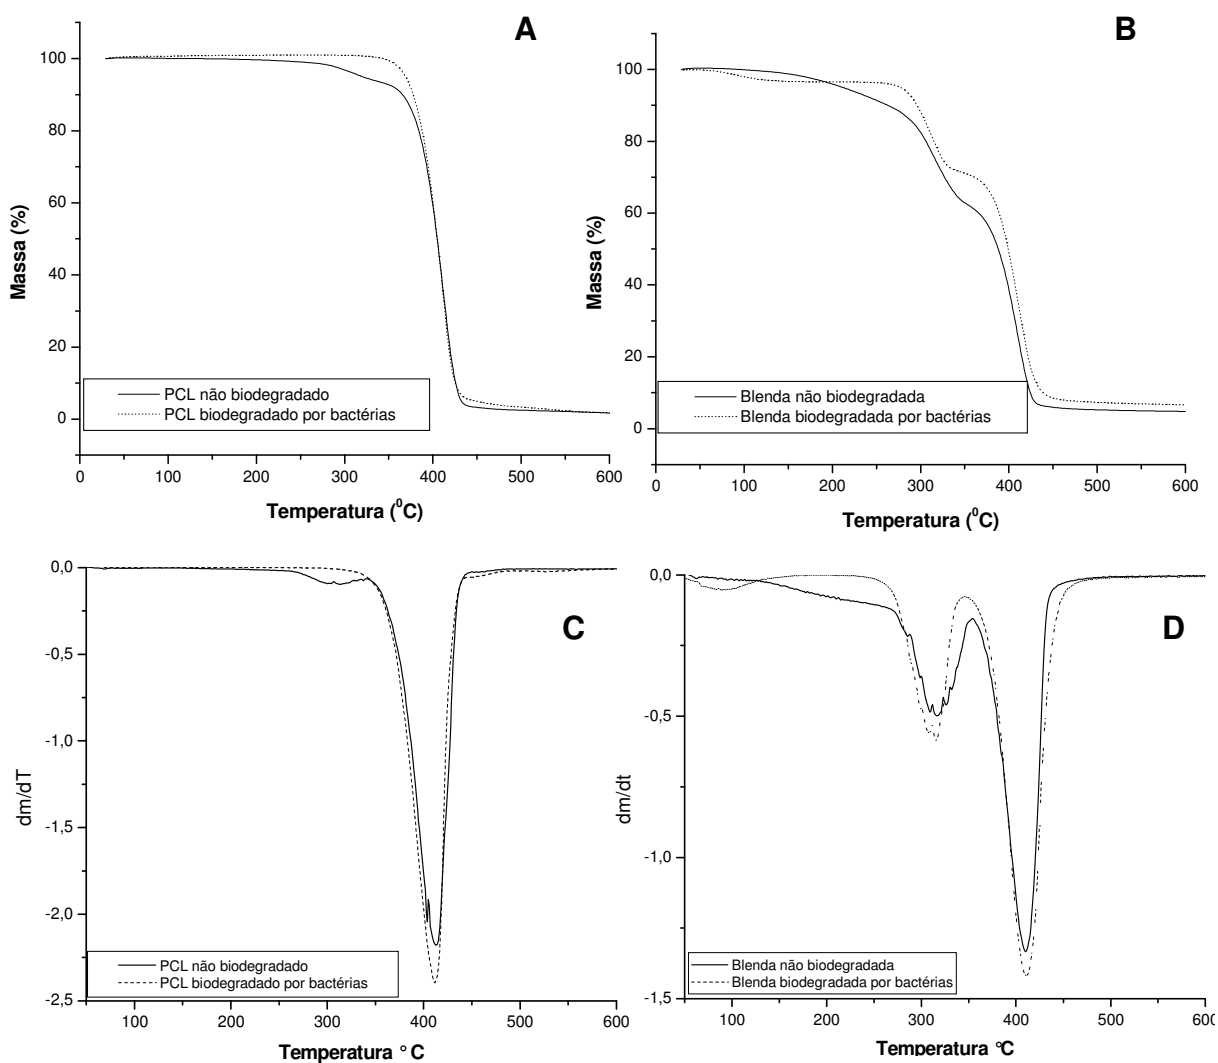 A
100
80
60
40
20
0
Massa (%)
PCL não biodegradado
PCL biodegradado por bactérias
0 100 200 300 400 500 600
Temperatura (⁰C)
B
100
80
60
40
20
0
Massa (%)
Blenda não biodegradada
Blenda biodegradada por bactérias
0 100 200 300 400 500 600
Temperatura (⁰C)
C
0,0
-0,5
-1,0
-1,5
-2,0
-2,5
dm/dT
PCL não biodegradado
PCL biodegradado por bactérias
100 200 300 400 500 600
Temperatura °C
D
0,0
-0,5
-1,0
-1,5
dm/dt
Blenda não biodegradada
Blenda biodegradada por bactérias
100 200 300 400 500 600
Temperatura °C